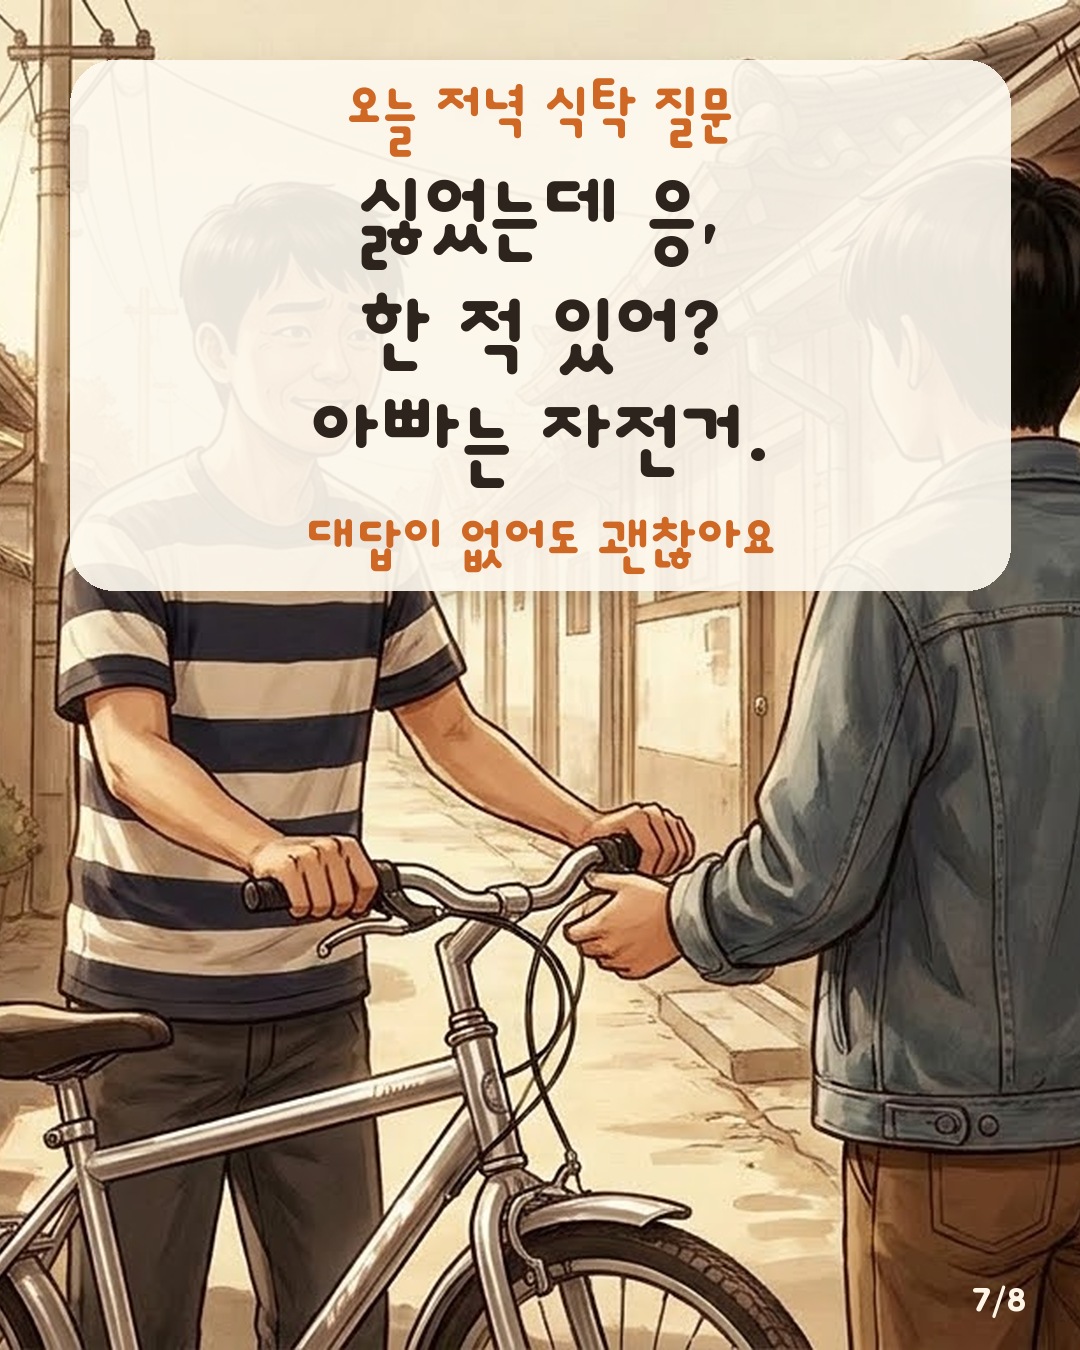 오늘 저녁 식탁 질문
싫었는데 응,
한 적 있어?
아빠는 자전거.
대답이 없어도 괜찮아요
7/8